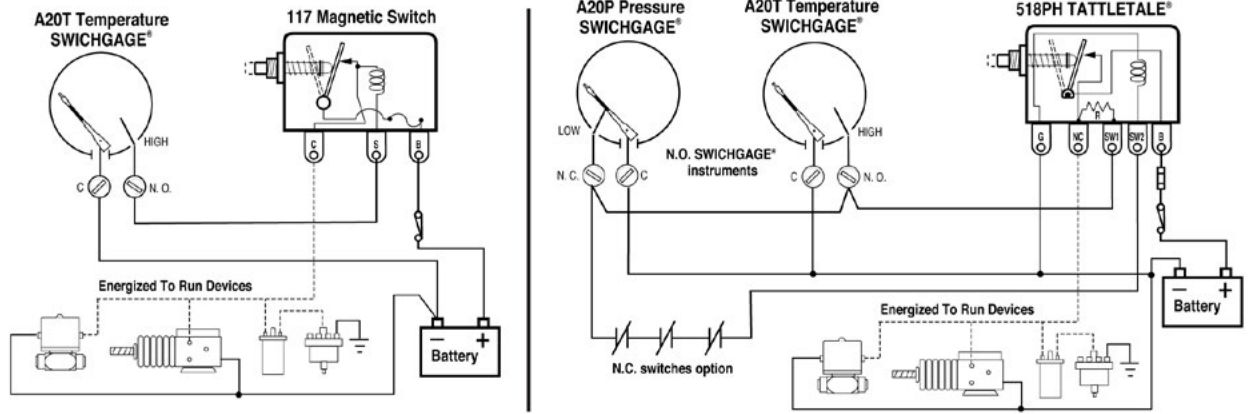 A20T Temperature
SWICHGAGE®
117 Magnetic Switch
HIGH
C
S
B
C
N.O.
Energized To Run Devices
− +
Battery
A20P Pressure
SWICHGAGE®
A20T Temperature
SWICHGAGE®
518PH TATTLETALE®
R
LOW
HIGH
G
NC
SW1
SW2
B
N.O. SWICHGAGE®
instruments
N.C.
C
C
N.O.
− +
Battery
Energized To Run Devices
N.C. switches option